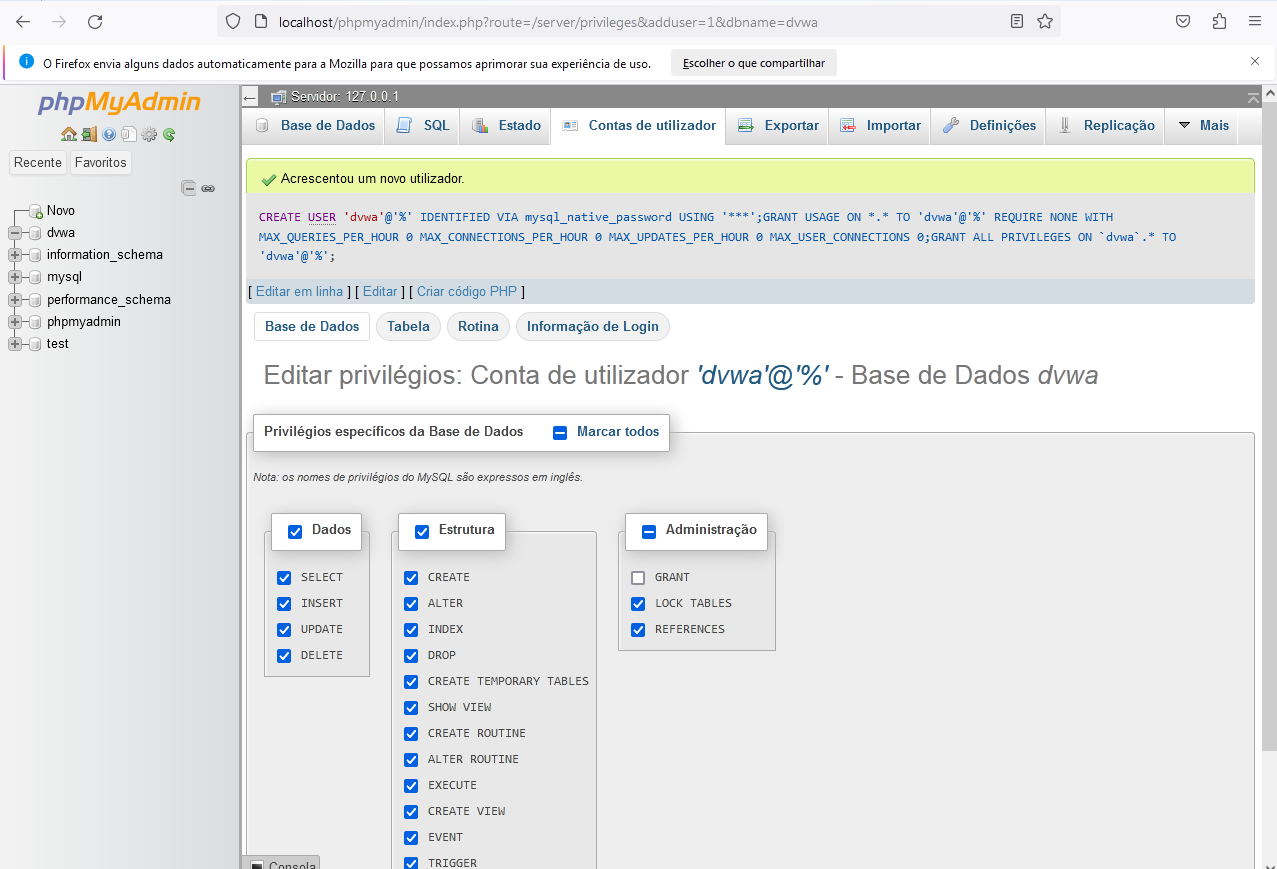 localhost/phpmyadmin/index.php?route=/server/privileges&adduser=1&dbname=dvwa
O Firefox envia alguns dados automaticamente para a Mozilla para que possamos aprimorar sua experiência de uso.
Escolher o que compartilhar
phpMyAdmin
Recente
Favoritos
Novo
dvwa
information_schema
mysql
performance_schema
phpmyadmin
test
Servidor: 127.0.0.1
Base de Dados
SQL
Estado
Contas de utilizador
Exportar
Importar
Definições
Replicação
Mais
Acrescentou um novo utilizador.
CREATE USER 'dvwa'@'%' IDENTIFIED VIA mysql_native_password USING '***';GRANT USAGE ON *.* TO 'dvwa'@'%' REQUIRE NONE WITH
MAX_QUERIES_PER_HOUR 0 MAX_CONNECTIONS_PER_HOUR 0 MAX_UPDATES_PER_HOUR 0 MAX_USER_CONNECTIONS 0;GRANT ALL PRIVILEGES ON `dvwa`.* TO
'dvwa'@'%';
[ Editar em linha ] [ Editar ] [ Criar código PHP ]
Base de Dados
Tabela
Rotina
Informação de Login
Editar privilégios: Conta de utilizador 'dvwa'@'%' - Base de Dados dvwa
Privilégios específicos da Base de Dados
Marcar todos
Nota: os nomes de privilégios do MySQL são expressos em inglês.
Dados
SELECT
INSERT
UPDATE
DELETE
Estrutura
CREATE
ALTER
INDEX
DROP
CREATE TEMPORARY TABLES
SHOW VIEW
CREATE ROUTINE
ALTER ROUTINE
EXECUTE
CREATE VIEW
EVENT
TRIGGER
Administração
GRANT
LOCK TABLES
REFERENCES
Consola